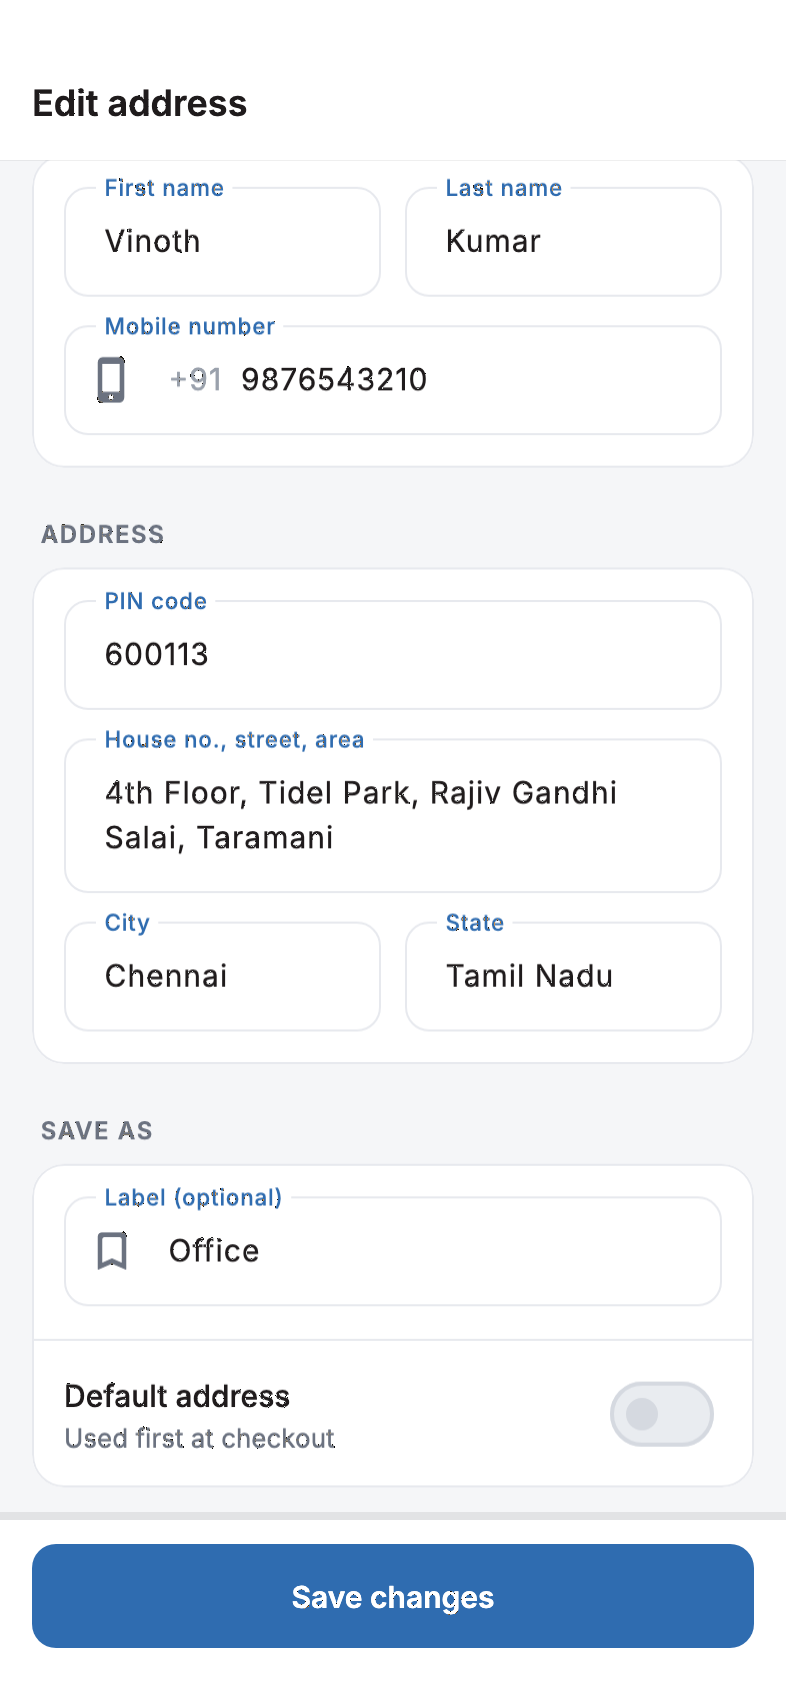 Edit address
First name
Last name
Vinoth
Kumar
Mobile number
+91 9876543210
ADDRESS
PIN code
600113
House no., street, area
4th Floor, Tidel Park, Rajiv Gandhi
Salai, Taramani
City
State
Chennai
Tamil Nadu
SAVE AS
Label (optional)
Office
Default address
Used first at checkout
Save changes